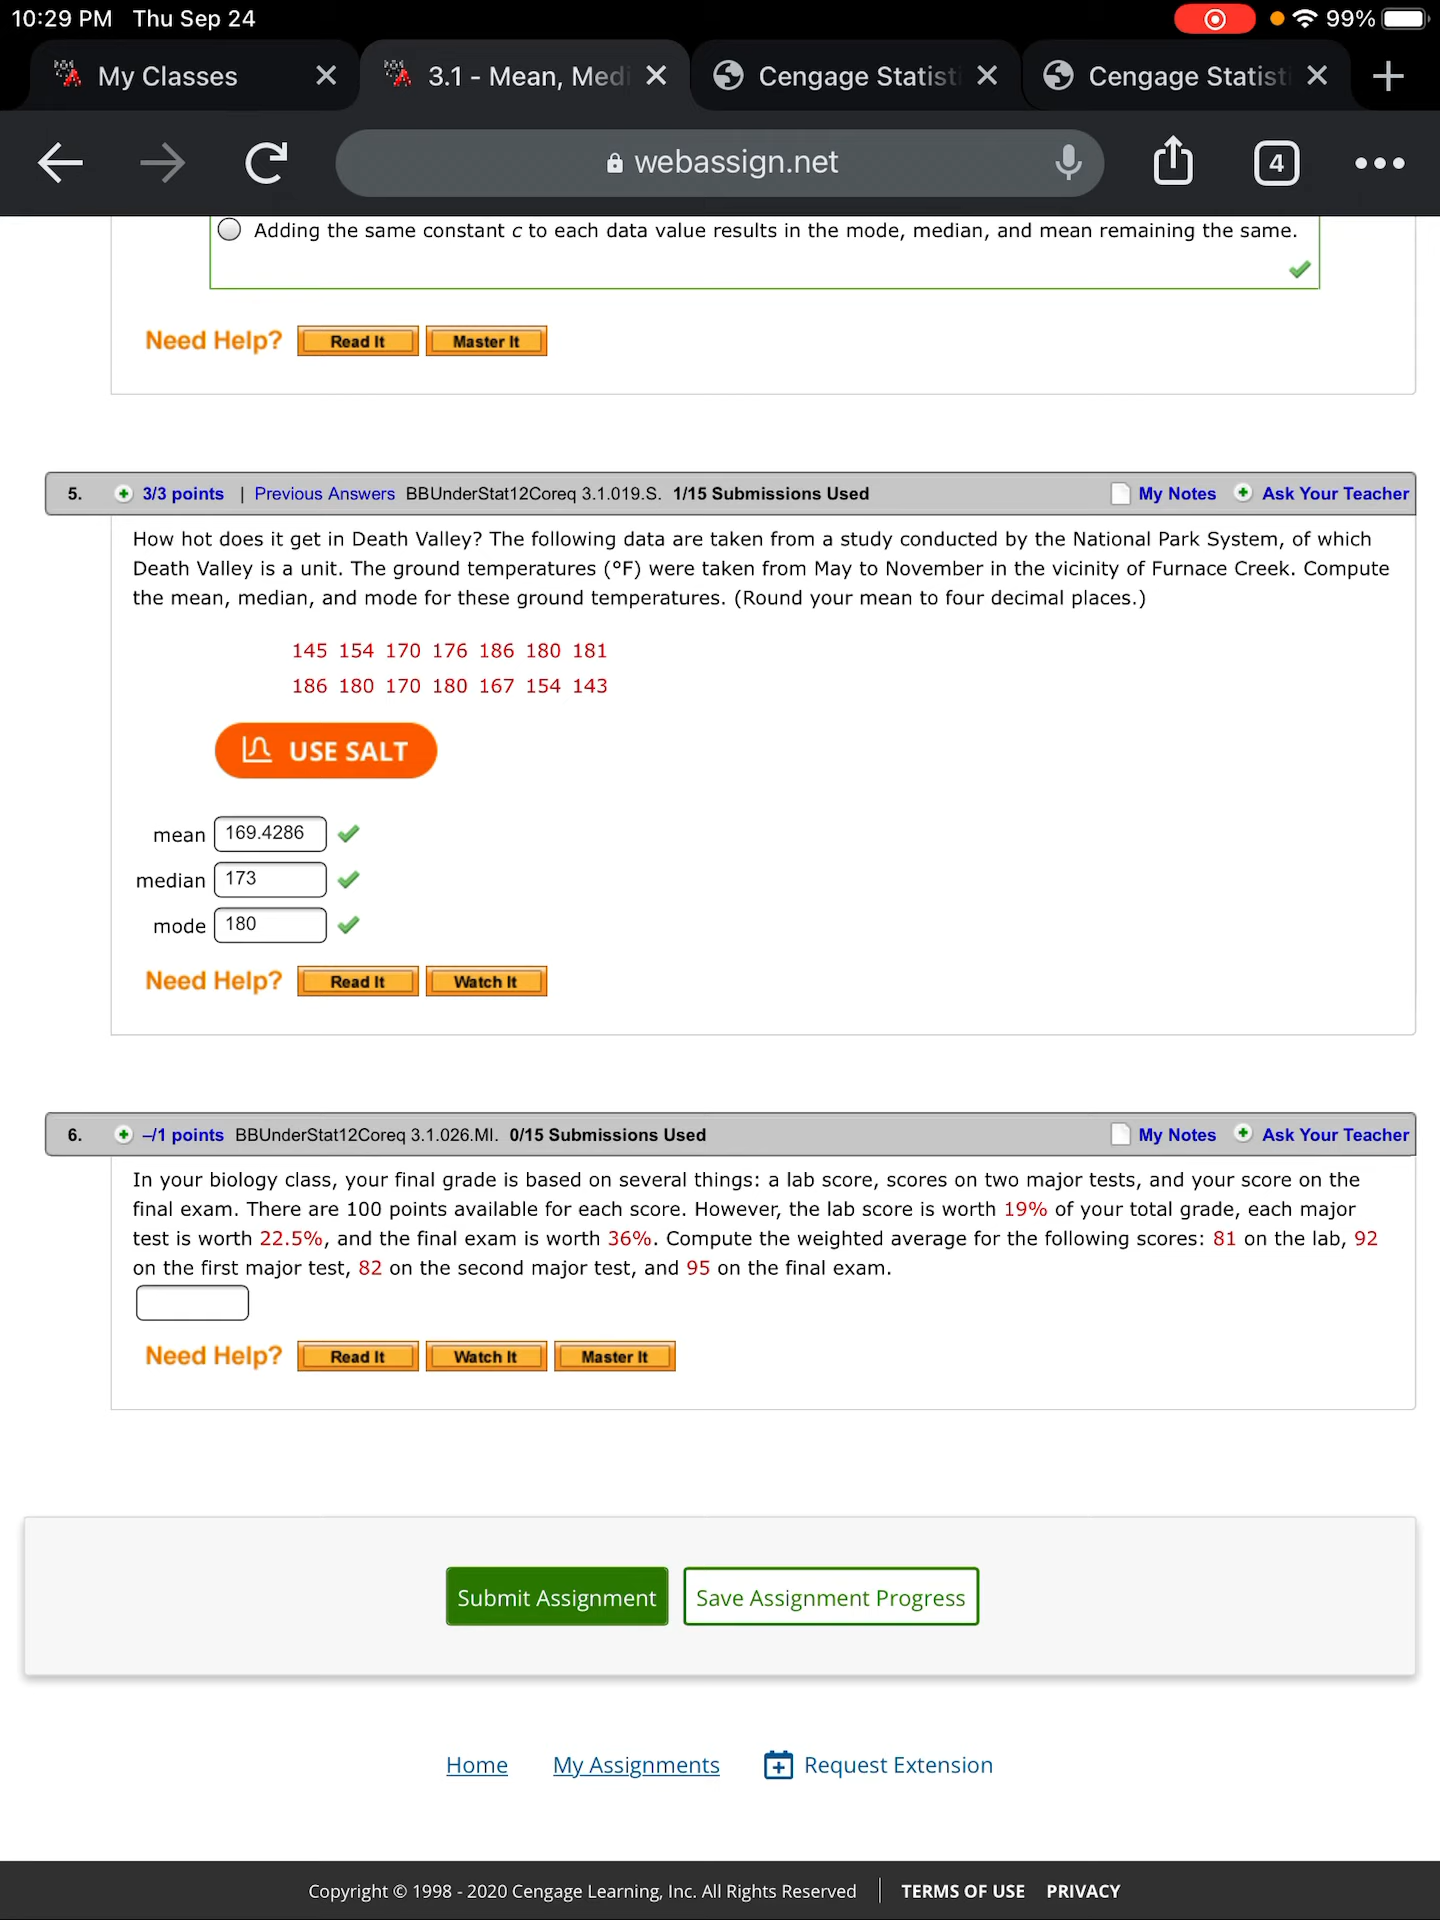 10:29 PM Thu Sep 24
99%
My Classes
3.1 - Mean, Medi
Cengage Statisti
Cengage Statisti
webassign.net
4
Adding the same constant c to each data value results in the mode, median, and mean remaining the same.
Need Help? Read It Master It
5. 3/3 points | Previous Answers BBUnderStat12Coreq 3.1.019.S. 1/15 Submissions Used My Notes Ask Your Teacher
How hot does it get in Death Valley? The following data are taken from a study conducted by the National Park System, of which
Death Valley is a unit. The ground temperatures (°F) were taken from May to November in the vicinity of Furnace Creek. Compute
the mean, median, and mode for these ground temperatures. (Round your mean to four decimal places.)
145 154 170 176 186 180 181
186 180 170 180 167 154 143
USE SALT
mean 169.4286
median 173
mode 180
Need Help? Read It Watch It
6. –/1 points BBUnderStat12Coreq 3.1.026.MI. 0/15 Submissions Used My Notes Ask Your Teacher
In your biology class, your final grade is based on several things: a lab score, scores on two major tests, and your score on the
final exam. There are 100 points available for each score. However, the lab score is worth 19% of your total grade, each major
test is worth 22.5%, and the final exam is worth 36%. Compute the weighted average for the following scores: 81 on the lab, 92
on the first major test, 82 on the second major test, and 95 on the final exam.
Need Help? Read It Watch It Master It
Submit Assignment Save Assignment Progress
Home My Assignments Request Extension
Copyright © 1998 - 2020 Cengage Learning, Inc. All Rights Reserved | TERMS OF USE PRIVACY